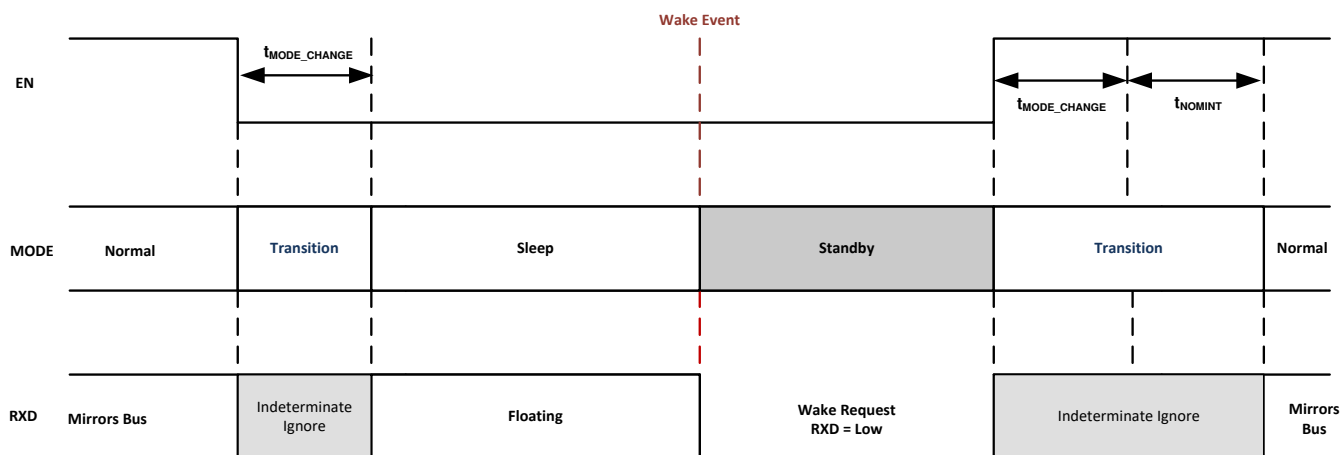 Wake Event
EN
tMODE_CHANGE
tMODE_CHANGE
tNOMINT
MODE
Normal
Transition
Sleep
Standby
Transition
Normal
RXD
Mirrors Bus
Indeterminate
Ignore
Floating
Wake Request
RXD = Low
Indeterminate Ignore
Mirrors
Bus